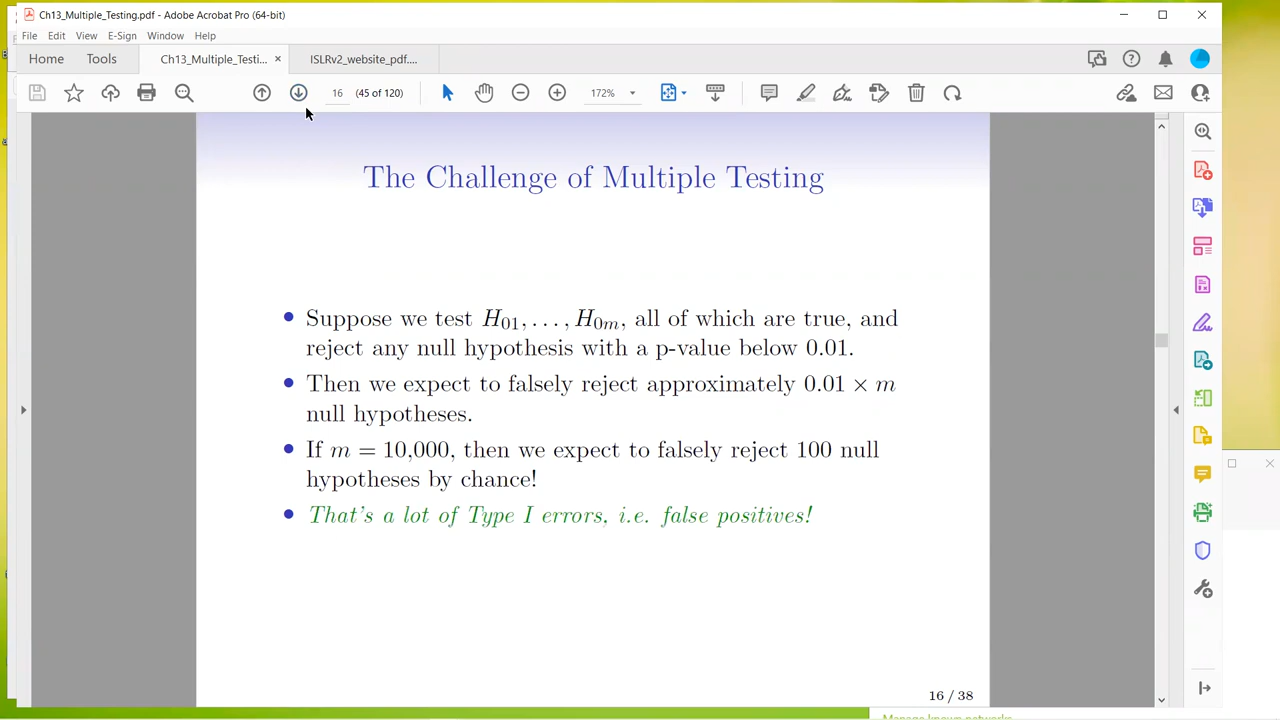 Ch13_Multiple_Testing.pdf - Adobe Acrobat Pro (64-bit)
File Edit View E-Sign Window Help
Home Tools Ch13_Multiple_Testi... × ISLRv2_website_pdf....
16 (45 of 120) 172%
The Challenge of Multiple Testing
• Suppose we test H₀₁, . . . , H₀ₘ, all of which are true, and
reject any null hypothesis with a p-value below 0.01.
• Then we expect to falsely reject approximately 0.01 × m
null hypotheses.
• If m = 10,000, then we expect to falsely reject 100 null
hypotheses by chance!
• That's a lot of Type I errors, i.e. false positives!
16 / 38
Manage known networks